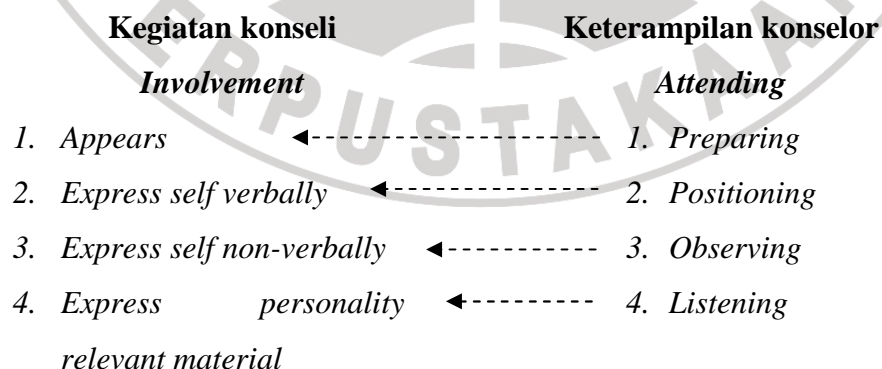 Kegiatan konseli Keterampilan konselor
Involvement Attending
1. Appears 1. Preparing
2. Express self verbally 2. Positioning
3. Express self non-verbally 3. Observing
4. Express personality 4. Listening
relevant material
ERPUSTAKAA